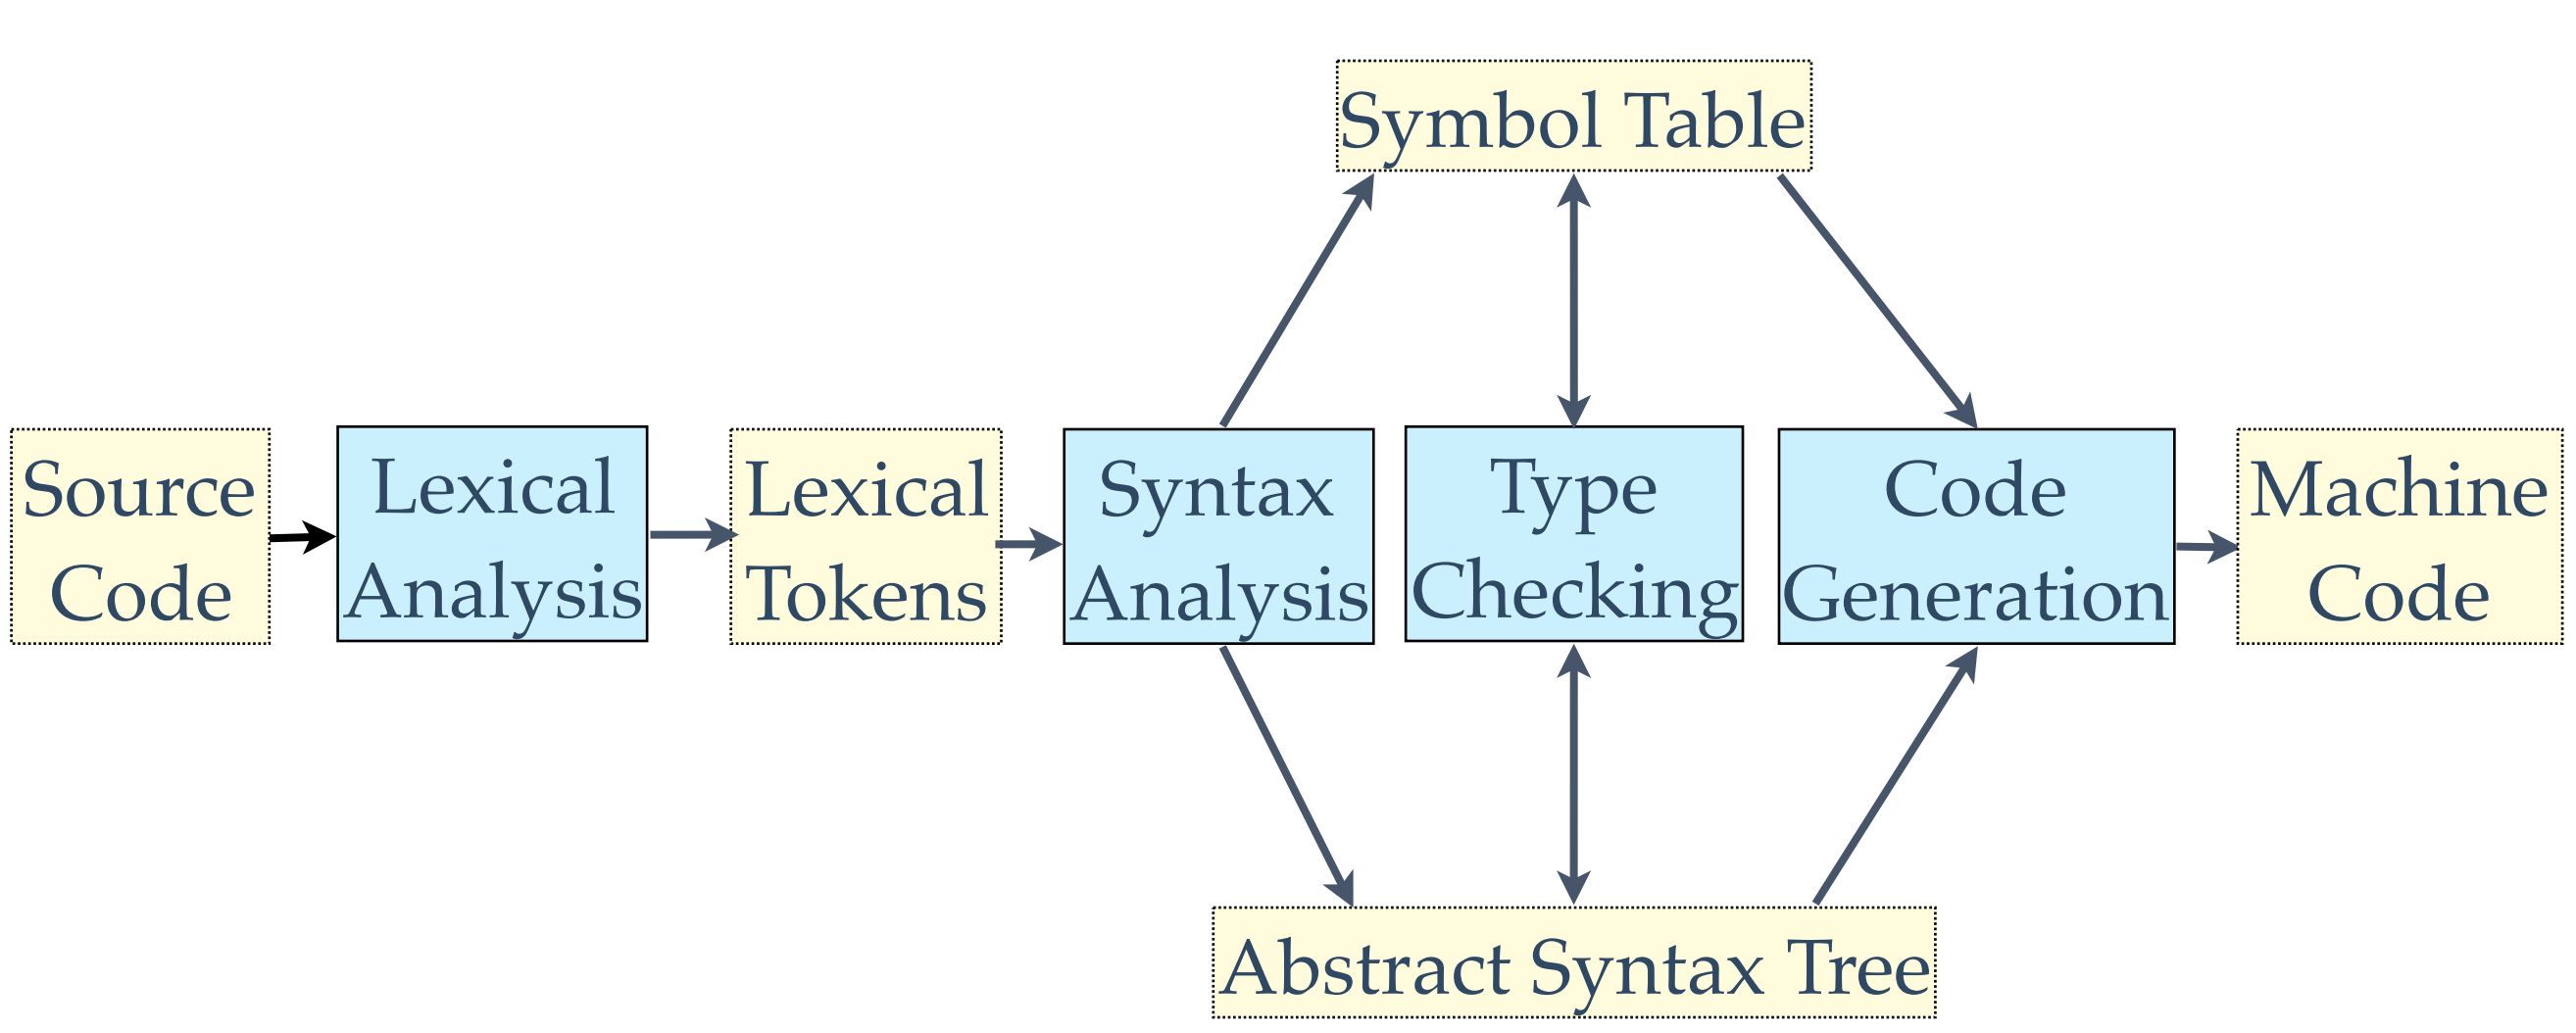 Symbol Table
Source
Code
Lexical
Analysis
Lexical
Tokens
Syntax
Analysis
Type
Checking
Code
Generation
Machine
Code
Abstract Syntax Tree